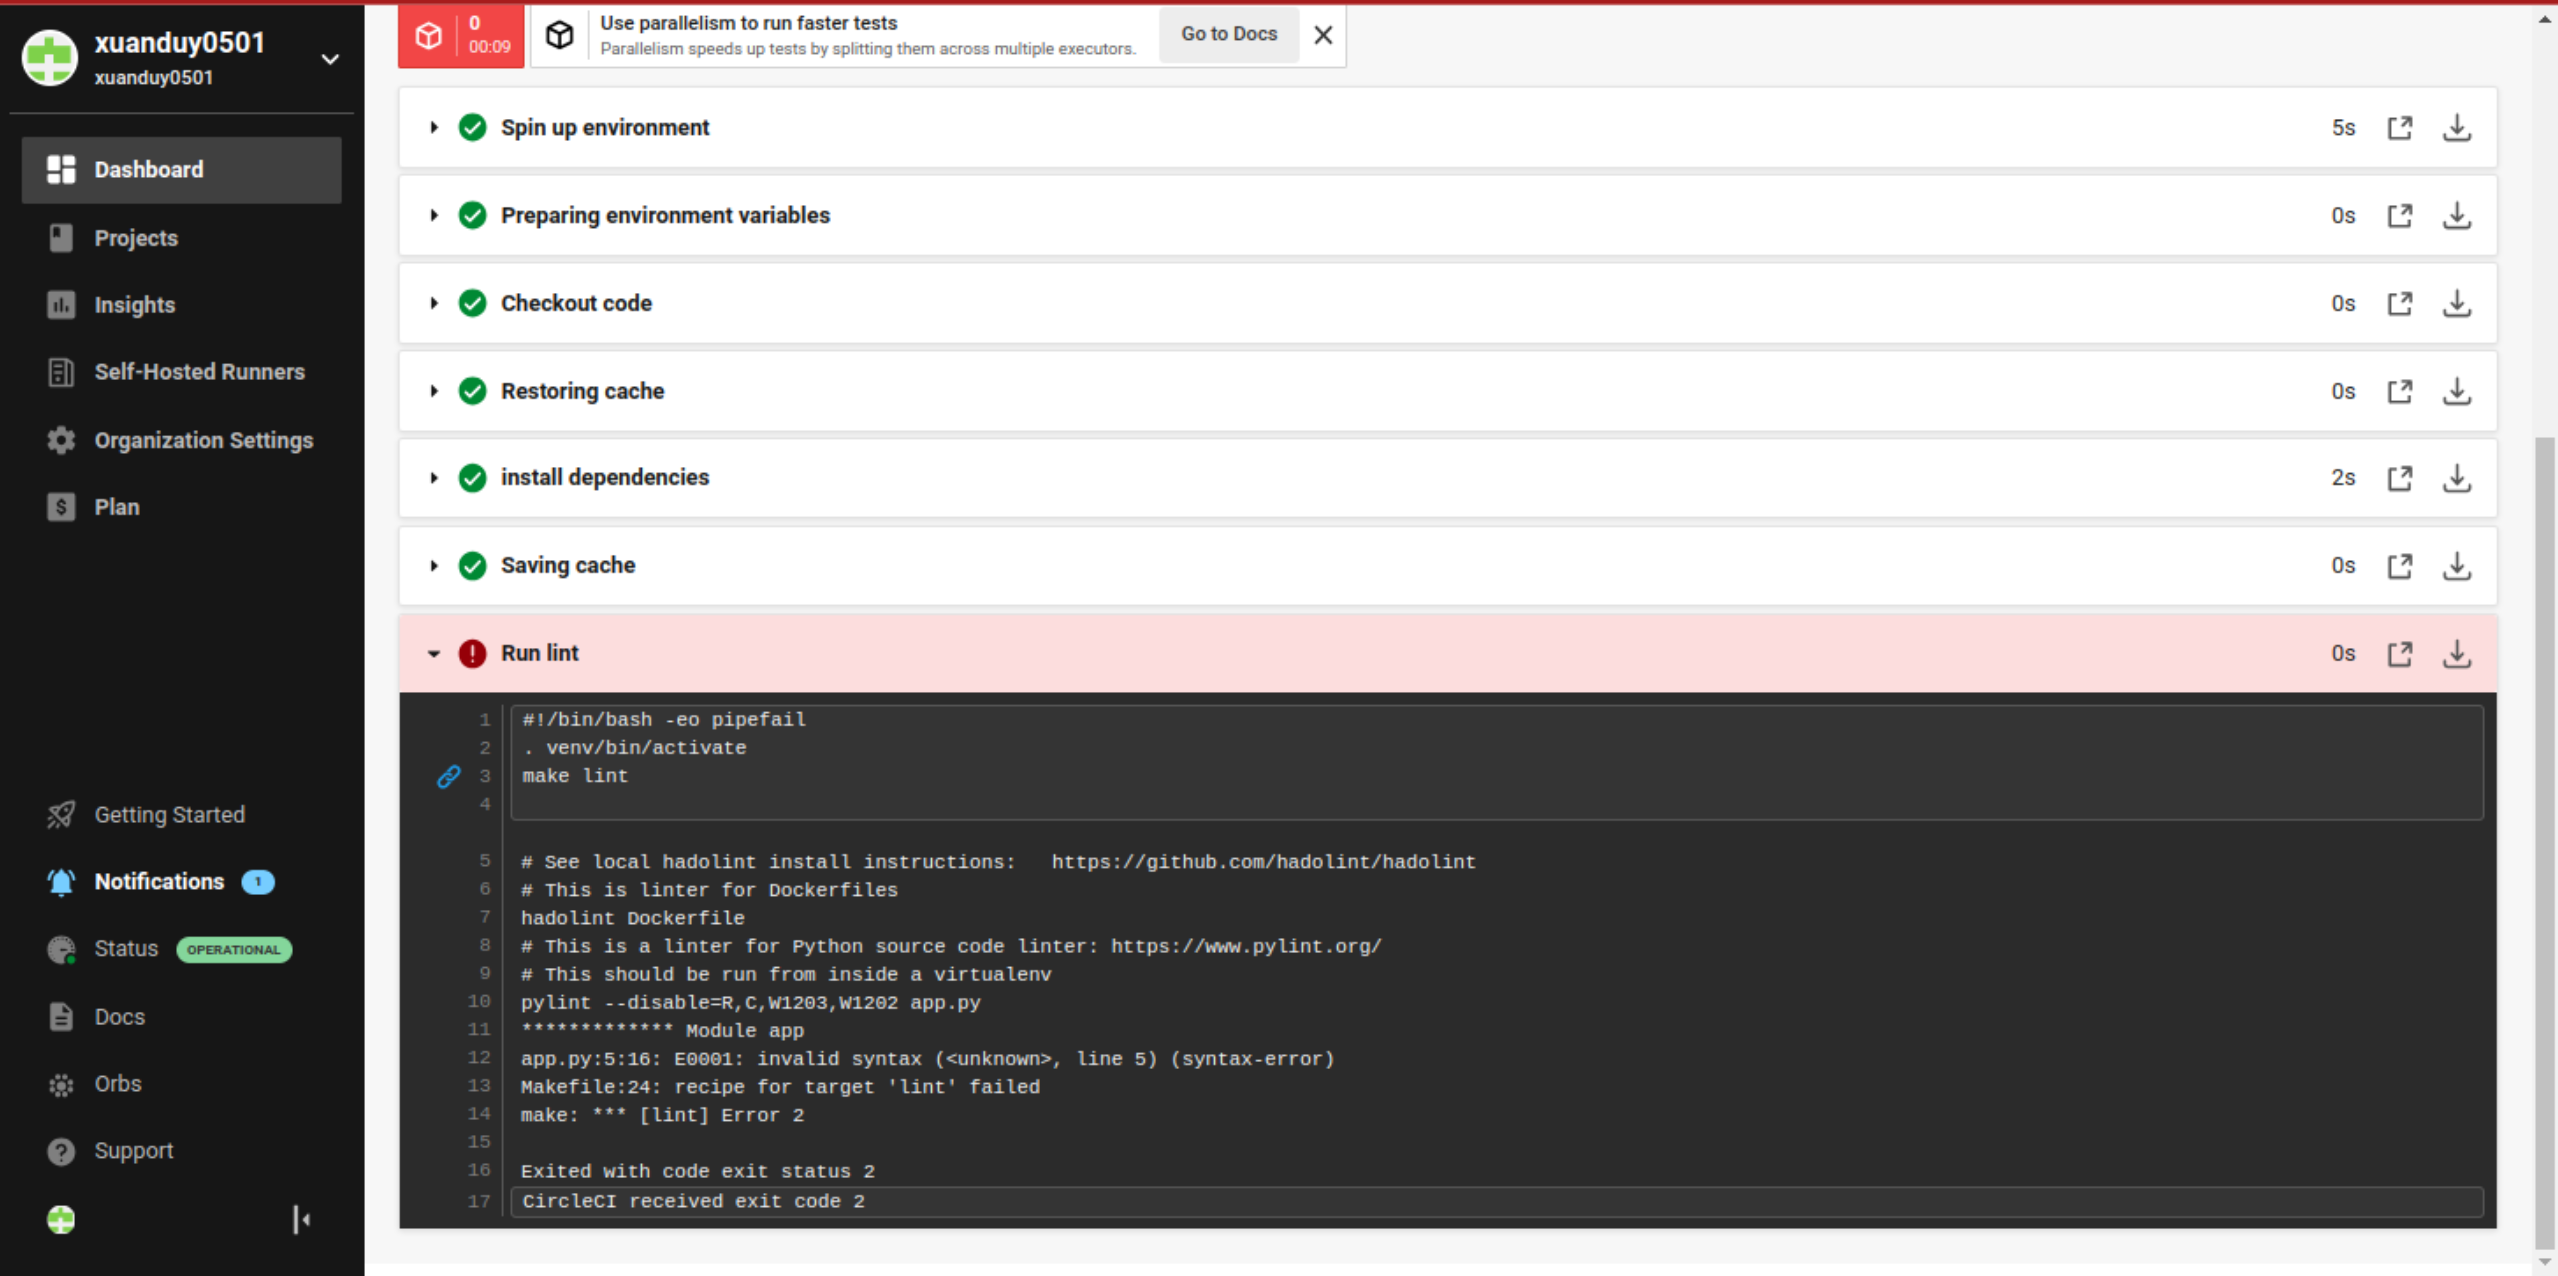 xuanduy0501
xuanduy0501
Dashboard
Projects
Insights
Self-Hosted Runners
Organization Settings
Plan
Getting Started
Notifications 1
Status OPERATIONAL
Docs
Orbs
Support
0
00:09
Use parallelism to run faster tests
Parallelism speeds up tests by splitting them across multiple executors.
Go to Docs
Spin up environment 5s
Preparing environment variables 0s
Checkout code 0s
Restoring cache 0s
install dependencies 2s
Saving cache 0s
Run lint 0s
1 #!/bin/bash -eo pipefail
2 . venv/bin/activate
3 make lint
4
5 # See local hadolint install instructions:   https://github.com/hadolint/hadolint
6 # This is linter for Dockerfiles
7 hadolint Dockerfile
8 # This is a linter for Python source code linter: https://www.pylint.org/
9 # This should be run from inside a virtualenv
10 pylint --disable=R,C,W1203,W1202 app.py
11 ************* Module app
12 app.py:5:16: E0001: invalid syntax (<unknown>, line 5) (syntax-error)
13 Makefile:24: recipe for target 'lint' failed
14 make: *** [lint] Error 2
15
16 Exited with code exit status 2
17 CircleCI received exit code 2